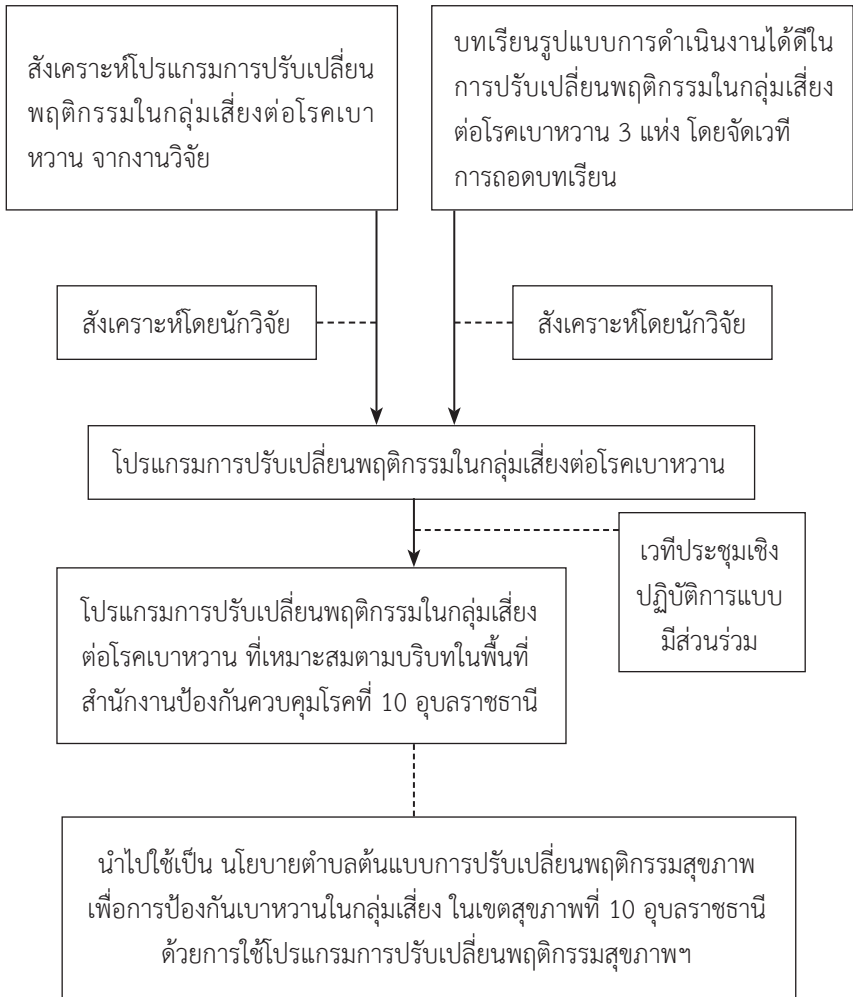 สังเคราะห์โปรแกรมการปรับเปลี่ยน
พฤติกรรมในกลุ่มเสี่ยงต่อโรคเบา
หวาน จากงานวิจัย
บทเรียนรูปแบบการดำเนินงานได้ดีใน
การปรับเปลี่ยนพฤติกรรมในกลุ่มเสี่ยง
ต่อโรคเบาหวาน 3 แห่ง โดยจัดเวที
การถอดบทเรียน
สังเคราะห์โดยนักวิจัย
สังเคราะห์โดยนักวิจัย
โปรแกรมการปรับเปลี่ยนพฤติกรรมในกลุ่มเสี่ยงต่อโรคเบาหวาน
เวทีประชุมเชิง
ปฏิบัติการแบบ
มีส่วนร่วม
โปรแกรมการปรับเปลี่ยนพฤติกรรมในกลุ่มเสี่ยง
ต่อโรคเบาหวาน ที่เหมาะสมตามบริบทในพื้นที่
สำนักงานป้องกันควบคุมโรคที่ 10 อุบลราชธานี
นำไปใช้เป็น นโยบายตำบลต้นแบบการปรับเปลี่ยนพฤติกรรมสุขภาพ
เพื่อการป้องกันเบาหวานในกลุ่มเสี่ยง ในเขตสุขภาพที่ 10 อุบลราชธานี
ด้วยการใช้โปรแกรมการปรับเปลี่ยนพฤติกรรมสุขภาพฯ